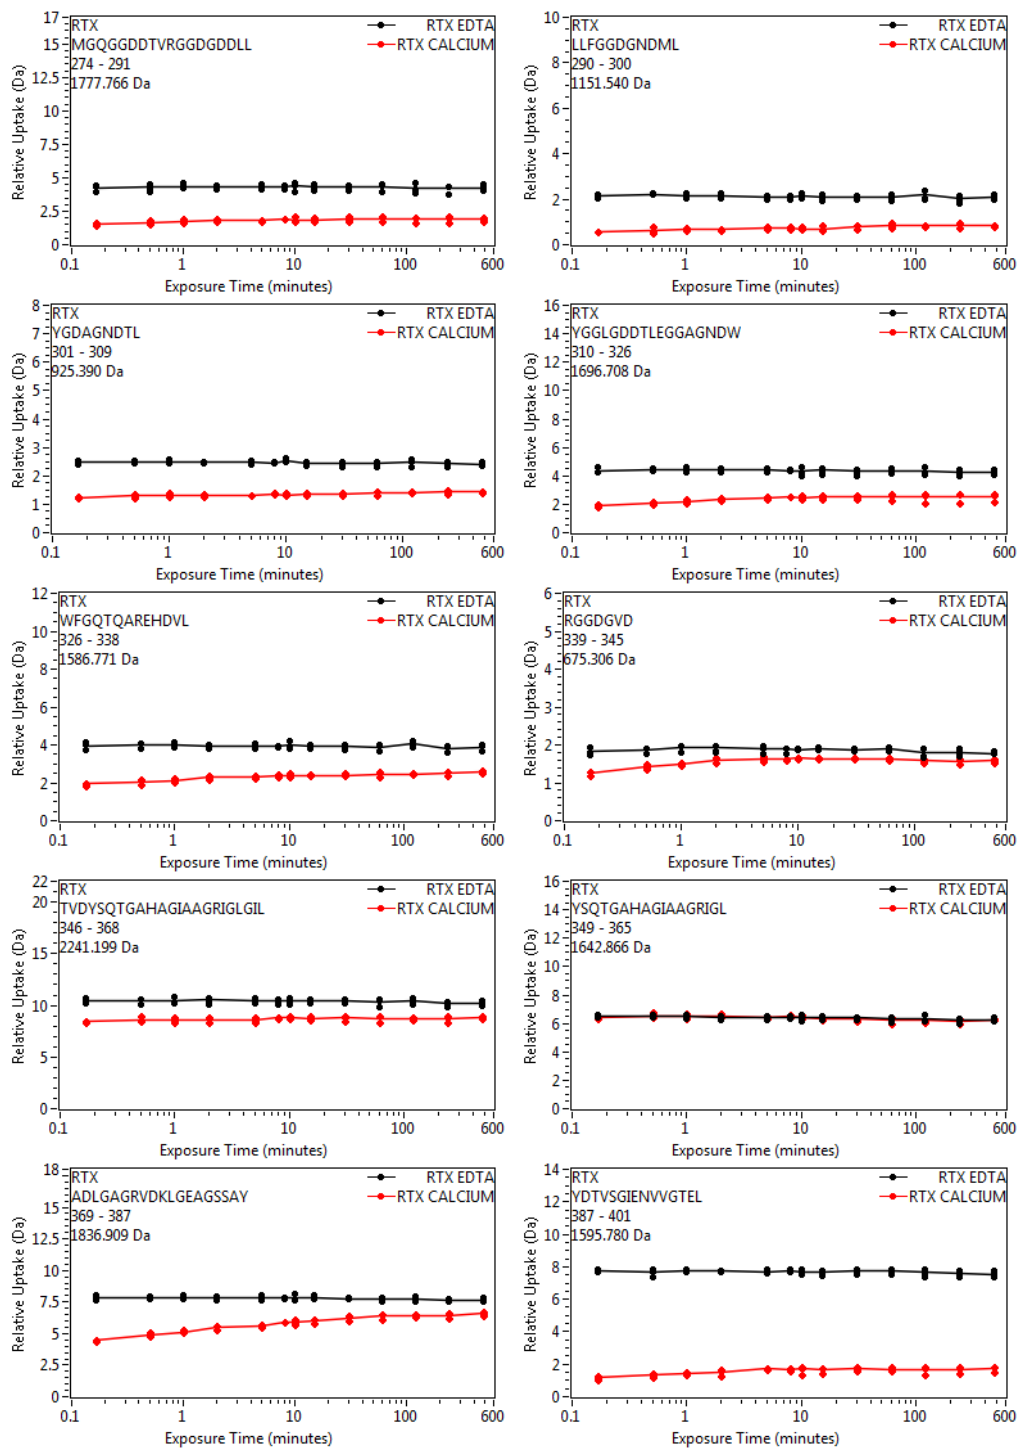 RTX
RTX EDTA
MGQGGDDTVRGGDGDDLL
RTX CALCIUM
274 - 291
1777.766 Da
Relative Uptake (Da)
17
15
12.5
10
7.5
5
2.5
0
0.1 1 10 100 600
Exposure Time (minutes)
RTX
RTX EDTA
LLFGGDGNDML
RTX CALCIUM
290 - 300
1151.540 Da
Relative Uptake (Da)
10
8
6
4
2
0
0.1 1 10 100 600
Exposure Time (minutes)
RTX
RTX EDTA
YGDAGNDTL
RTX CALCIUM
301 - 309
925.390 Da
Relative Uptake (Da)
8
7
6
5
4
3
2
1
0
0.1 1 10 100 600
Exposure Time (minutes)
RTX
RTX EDTA
YGGLGDDTLEGGAGNDW
RTX CALCIUM
310 - 326
1696.708 Da
Relative Uptake (Da)
16
14
12
10
8
6
4
2
0
0.1 1 10 100 600
Exposure Time (minutes)
RTX
RTX EDTA
WFGQTQAREHDVL
RTX CALCIUM
326 - 338
1586.771 Da
Relative Uptake (Da)
12
10
8
6
4
2
0
0.1 1 10 100 600
Exposure Time (minutes)
RTX
RTX EDTA
RGGDGVD
RTX CALCIUM
339 - 345
675.306 Da
Relative Uptake (Da)
6
5
4
3
2
1
0
0.1 1 10 100 600
Exposure Time (minutes)
RTX
RTX EDTA
TVDYSQTGAHAGIAAGRIGLGIL
RTX CALCIUM
346 - 368
2241.199 Da
Relative Uptake (Da)
22
20
15
10
5
0
0.1 1 10 100 600
Exposure Time (minutes)
RTX
RTX EDTA
YSQTGAHAGIAAGRIGL
RTX CALCIUM
349 - 365
1642.866 Da
Relative Uptake (Da)
16
14
12
10
8
6
4
2
0
0.1 1 10 100 600
Exposure Time (minutes)
RTX
RTX EDTA
ADLGAGRVDKLGEAGSSAY
RTX CALCIUM
369 - 387
1836.909 Da
Relative Uptake (Da)
18
15
12.5
10
7.5
5
2.5
0
0.1 1 10 100 600
Exposure Time (minutes)
RTX
RTX EDTA
YDTVSGIENVVGTEL
RTX CALCIUM
387 - 401
1595.780 Da
Relative Uptake (Da)
14
12
10
8
6
4
2
0
0.1 1 10 100 600
Exposure Time (minutes)